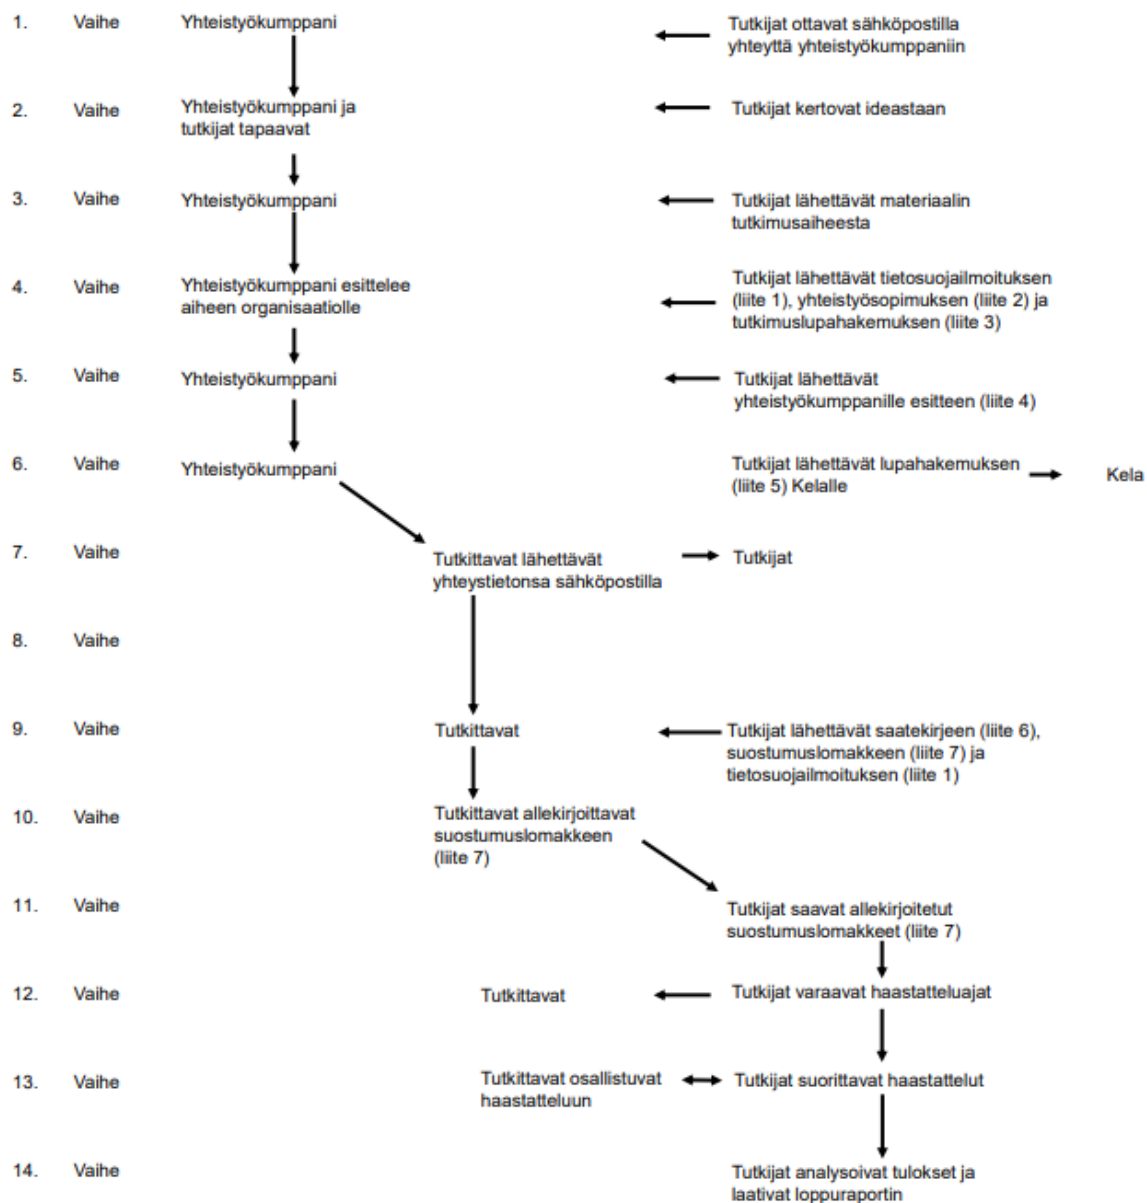 1. Vaihe Yhteistyökumppani Tutkijat ottavat sähköpostilla
yhteyttä yhteistyökumppaniin
2. Vaihe Yhteistyökumppani ja Tutkijat kertovat ideastaan
tutkijat tapaavat
3. Vaihe Yhteistyökumppani Tutkijat lähettävät materiaalin
tutkimusaiheesta
4. Vaihe Yhteistyökumppani esittelee
aiheen organisaatiolle
Tutkijat lähettävät tietosuojailmoituksen
(liite 1), yhteistyösopimuksen (liite 2) ja
tutkimuslupahakemuksen (liite 3)
5. Vaihe Yhteistyökumppani Tutkijat lähettävät
yhteistyökumppanille esitteen (liite 4)
6. Vaihe Yhteistyökumppani Tutkijat lähettävät lupahakemuksen
(liite 5) Kelalle
Kela
7. Vaihe Tutkittavat lähettävät
yhteystietonsa sähköpostilla
Tutkijat
8. Vaihe
9. Vaihe Tutkittavat Tutkijat lähettävät saatekirjeen (liite 6),
suostumuslomakkeen (liite 7) ja
tietosuojailmoituksen (liite 1)
10. Vaihe Tutkittavat allekirjoittavat
suostumuslomakkeen
(liite 7)
11. Vaihe Tutkijat saavat allekirjoitetut
suostumuslomakkeet (liite 7)
12. Vaihe Tutkittavat Tutkijat varaavat haastatteluajat
13. Vaihe Tutkittavat osallistuvat
haastatteluun
Tutkijat suorittavat haastattelut
14. Vaihe Tutkijat analysoivat tulokset ja
laativat loppuraportin